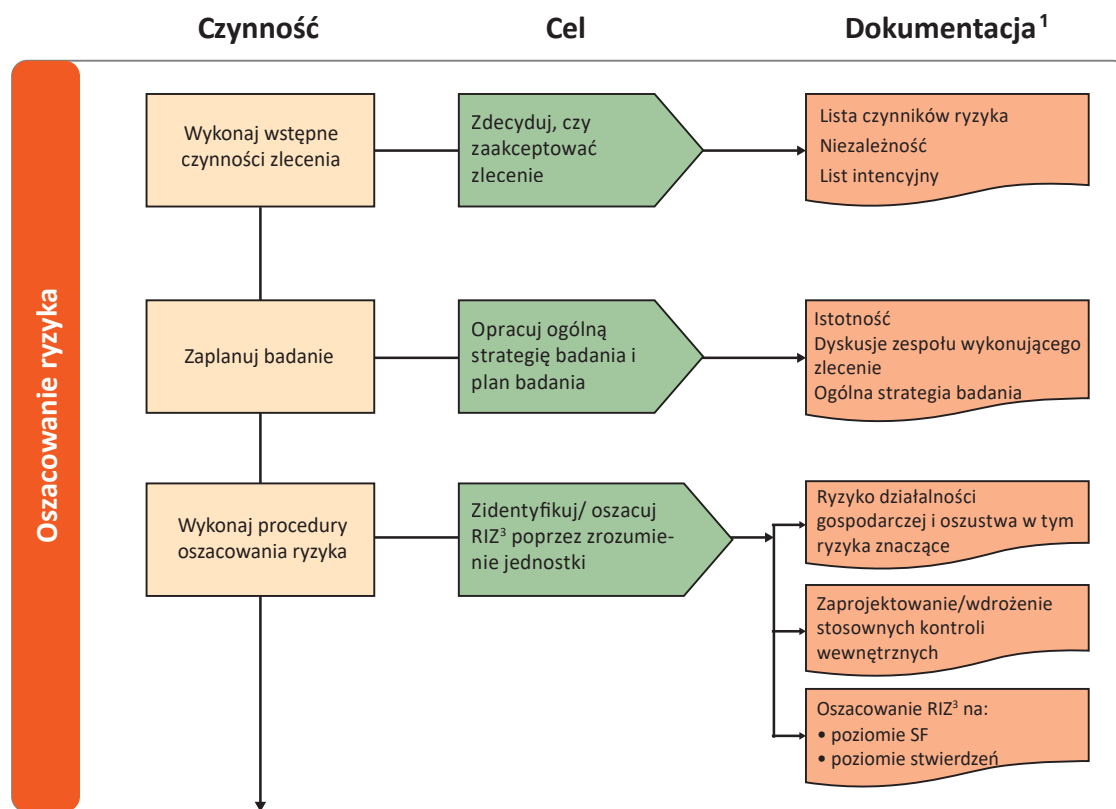 Czynność Cel Dokumentacja¹
Oszacowanie ryzyka
Wykonaj wstępne
czynności zlecenia
Zdecyduj, czy
zaakceptować
zlecenie
Lista czynników ryzyka
Niezależność
List intencyjny
Zaplanuj badanie
Opracuj ogólną
strategię badania i
plan badania
Istotność
Dyskusje zespołu wykonującego
zlecenie
Ogólna strategia badania
Wykonaj procedury
oszacowania ryzyka
Zidentyfikuj/ oszacuj
RIZ³ poprzez zrozumie-
nie jednostki
Ryzyko działalności
gospodarczej i oszustwa w tym
ryzyka znaczące
Zaprojektowanie/wdrożenie
stosownych kontroli
wewnętrznych
Oszacowanie RIZ³ na:
• poziomie SF
• poziomie stwierdzeń